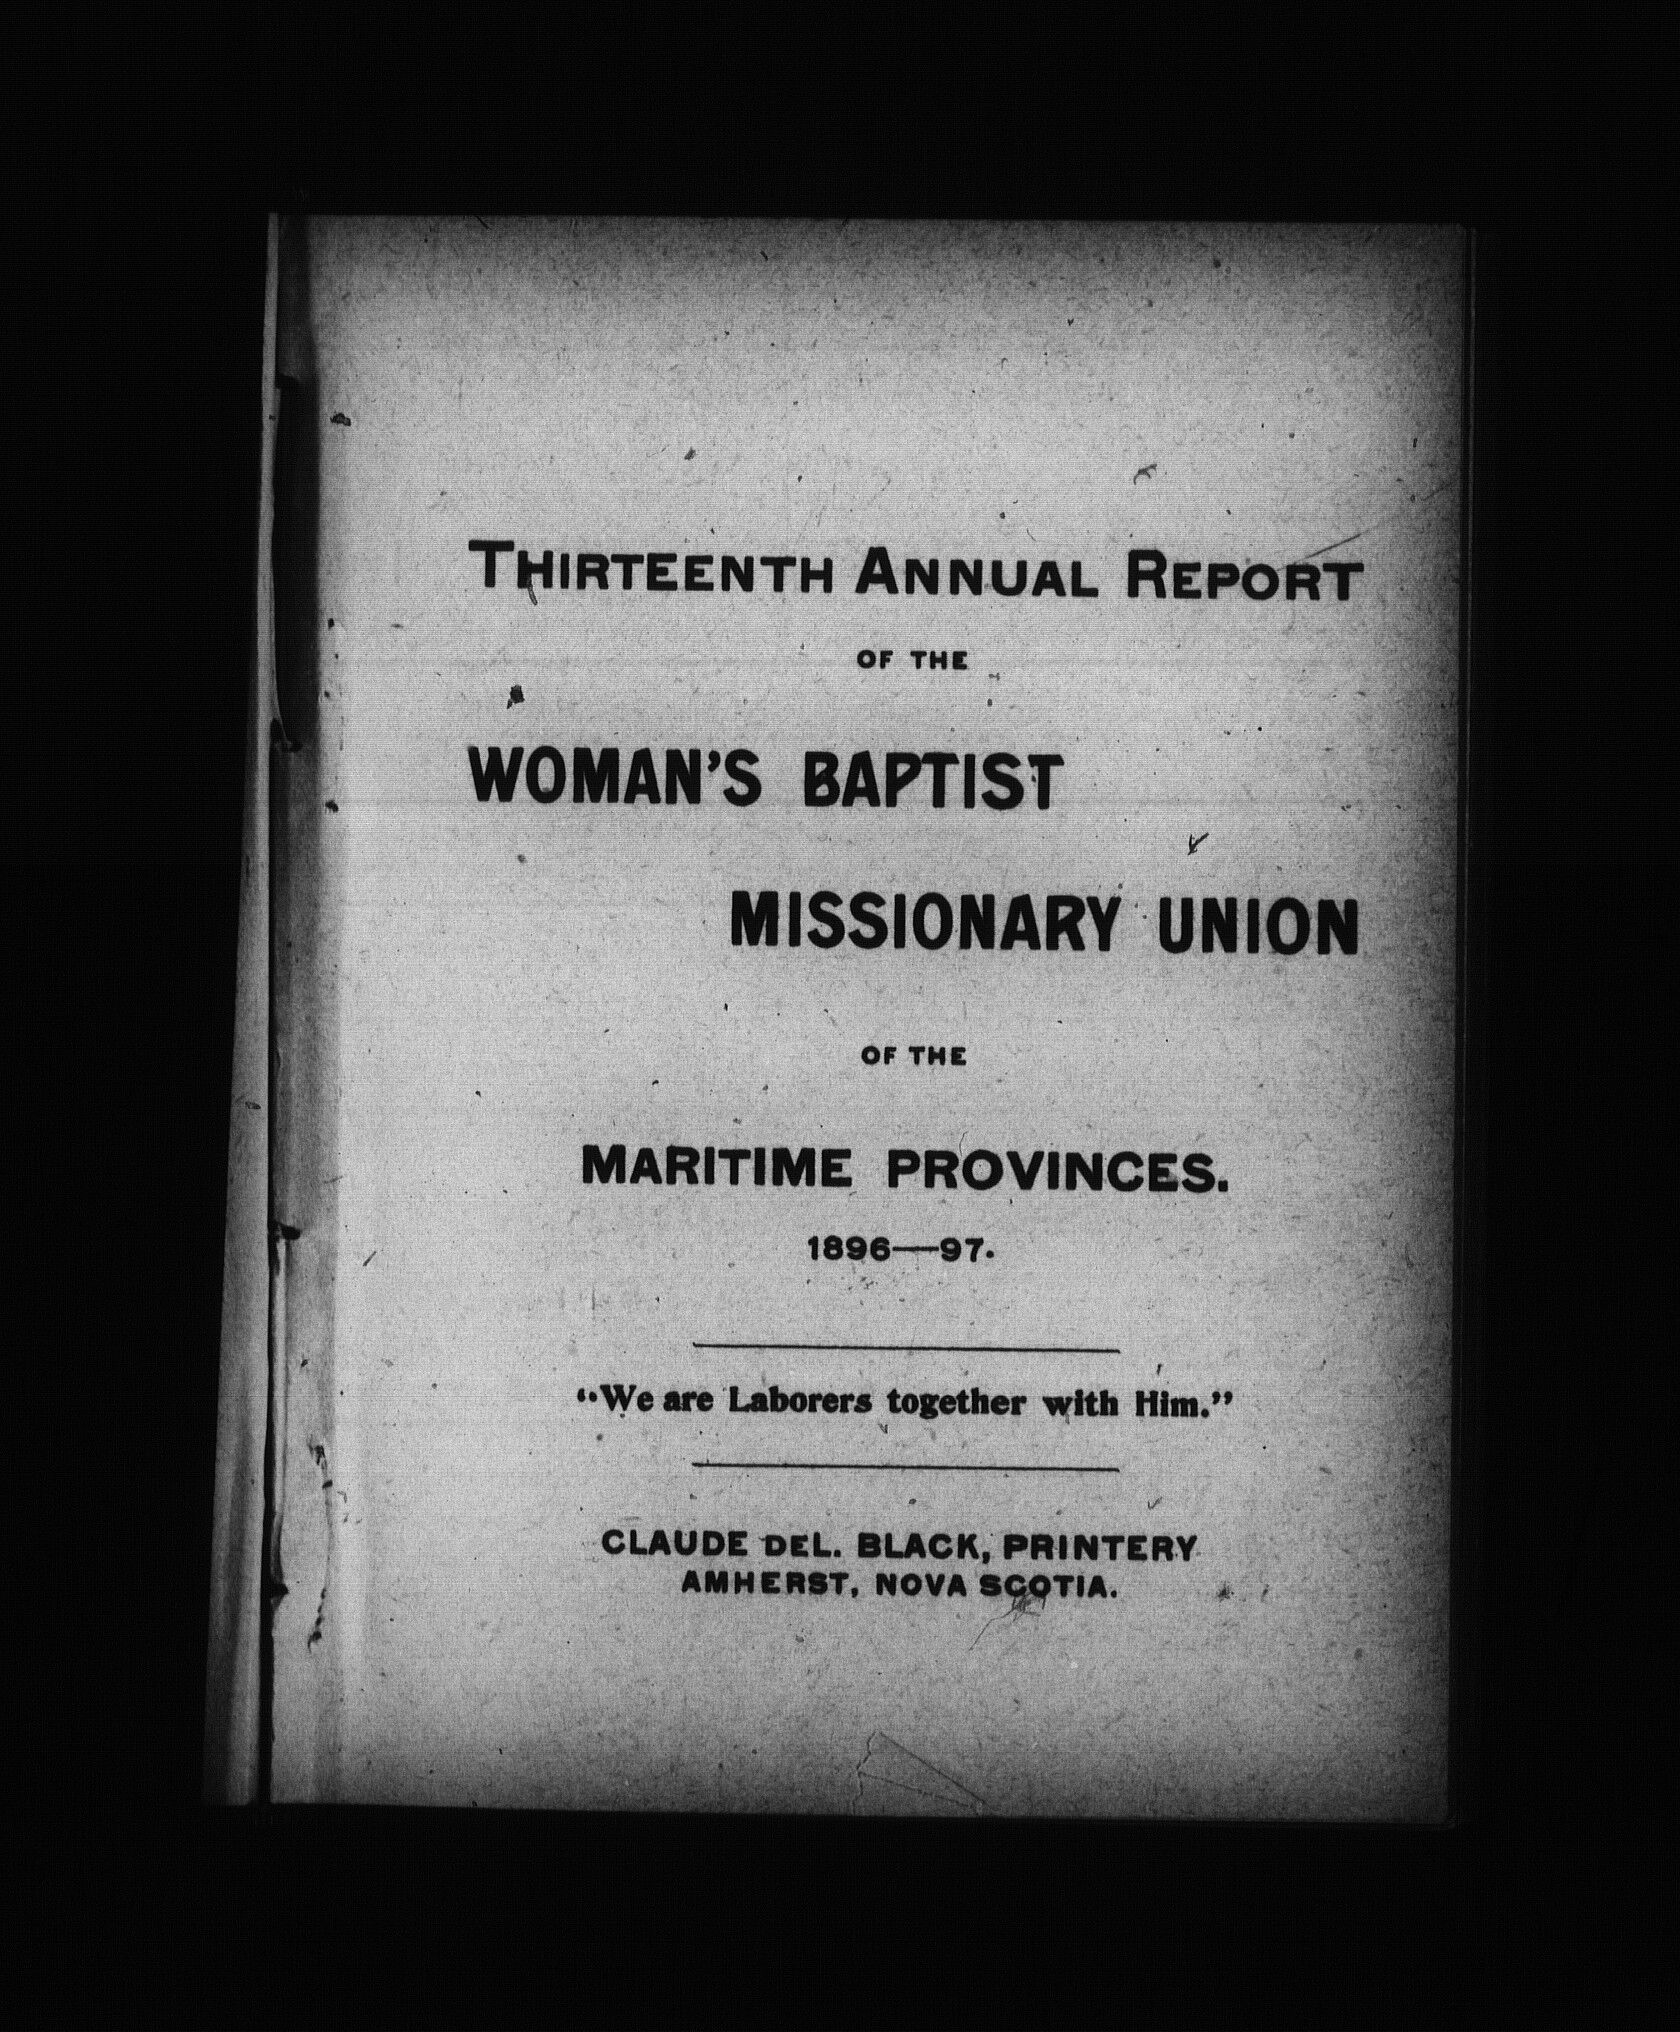 THIRTEENTH ANNUAL REPORT
OF THE
WOMAN'S BAPTIST
MISSIONARY UNION
OF THE
MARITIME PROVINCES.
1896—97.
"We are Laborers together with Him."
CLAUDE DEL. BLACK, PRINTERY
AMHERST, NOVA SCOTIA.